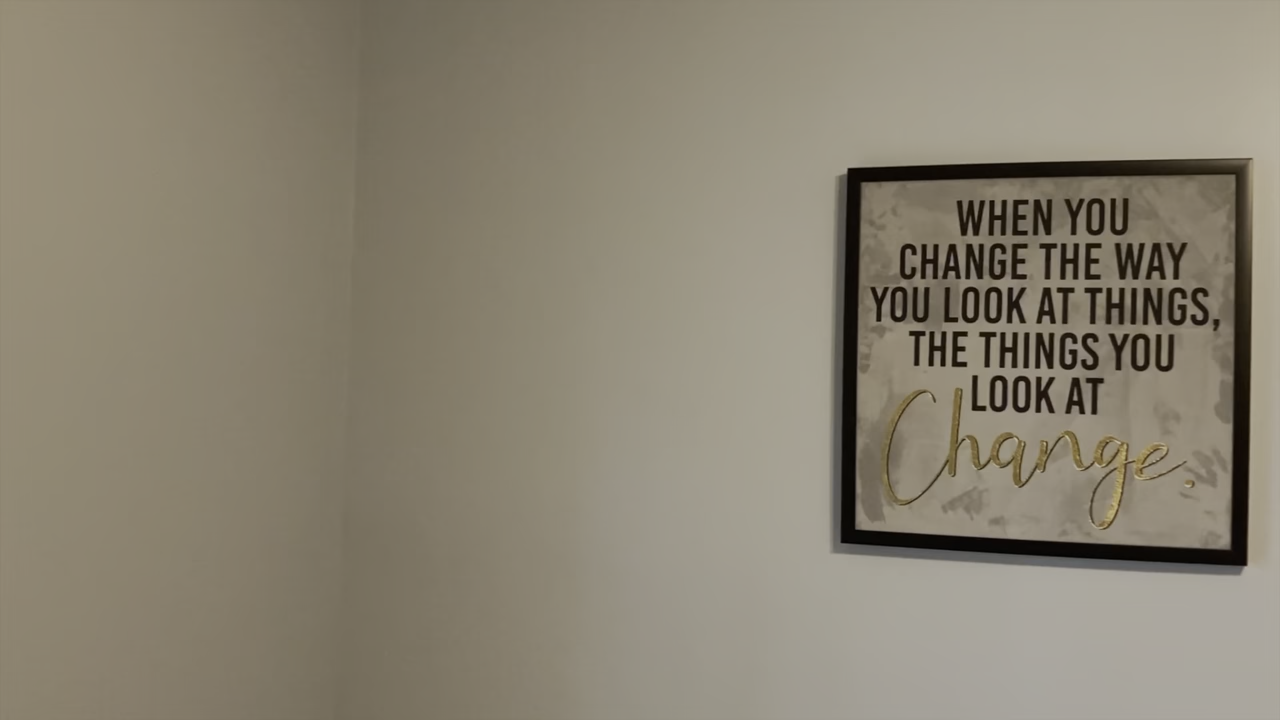 WHEN YOU
CHANGE THE WAY
YOU LOOK AT THINGS,
THE THINGS YOU
LOOK AT
Change.